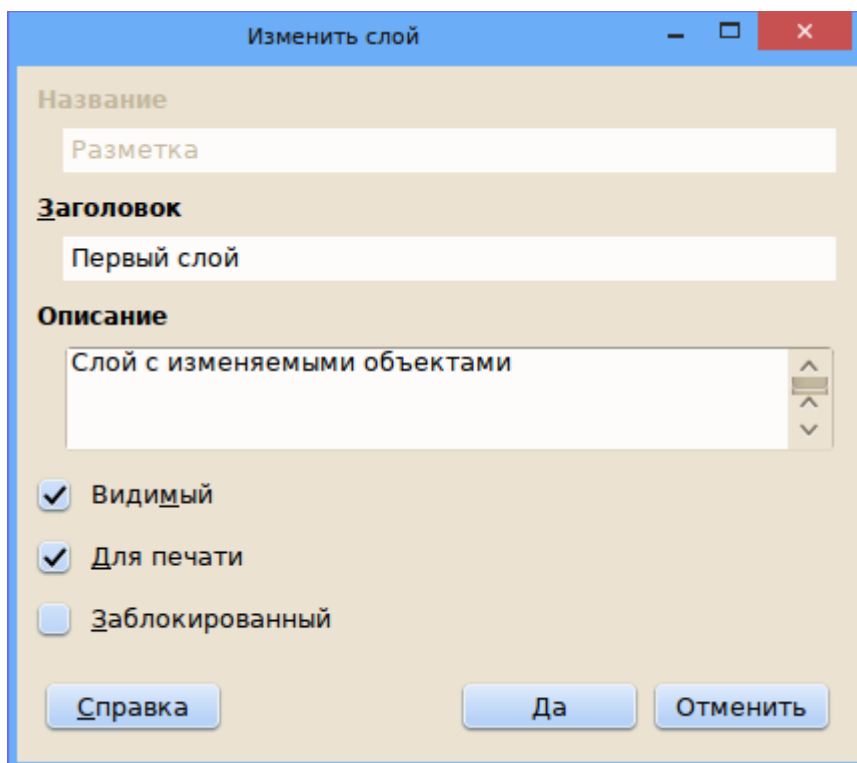 Изменить слой
Название
Разметка
Заголовок
Первый слой
Описание
Слой с изменяемыми объектами
Видимый
Для печати
Заблокированный
Справка Да Отменить